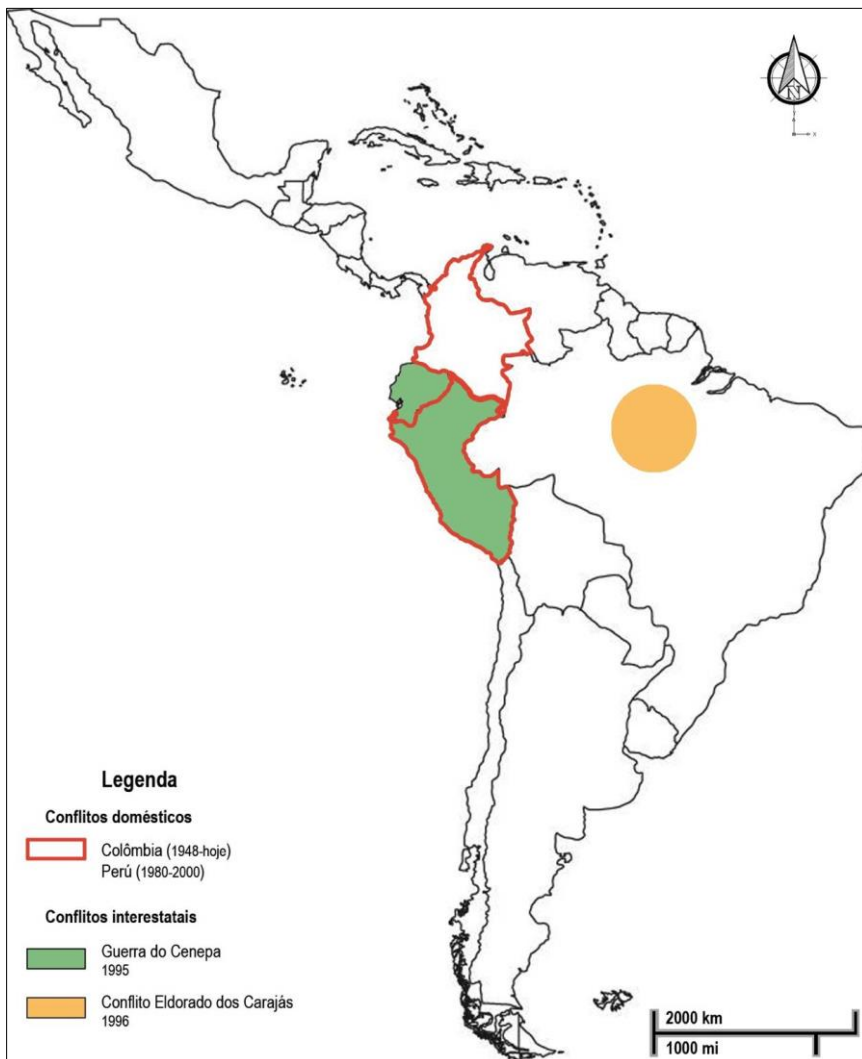 N
Legenda
Conflitos domésticos
Colômbia (1948-hoje)
Perú (1980-2000)
Conflitos interestatais
Guerra do Cenepa
1995
Conflito Eldorado dos Carajás
1996
2000 km
1000 mi